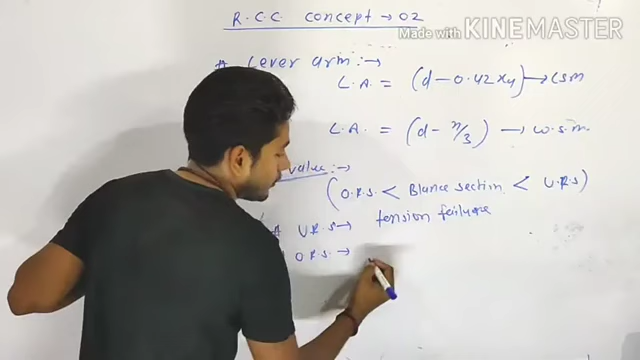 R.C.C. concept → 02
Made with KINEMASTER
Lever arm :→
L.A. = (d - 0.42 xu) → LSM
L.A. = (d - n/3) → W.S.M.
value :→
(O.R.S. < Blance section < U.R.S)
U.R.S → tension failure
O.R.S. →